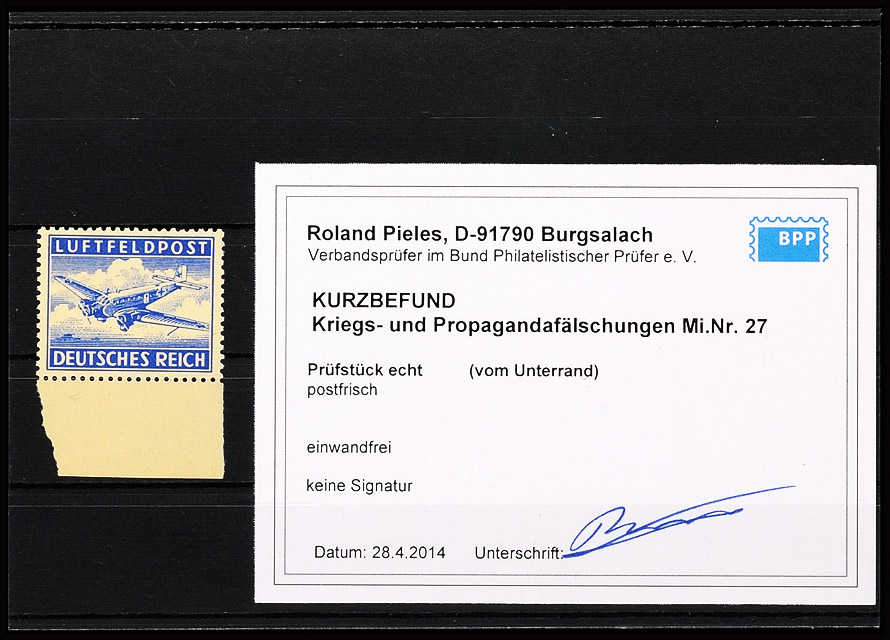 LUFTFELDPOST
DEUTSCHES REICH
Roland Pieles, D-91790 Burgsalach
Verbandsprüfer im Bund Philatelistischer Prüfer e. V.
BPP
KURZBEFUND
Kriegs- und Propagandafälschungen Mi.Nr. 27
Prüfstück echt (vom Unterrand)
postfrisch
einwandfrei
keine Signatur
Datum: 28.4.2014 Unterschrift: